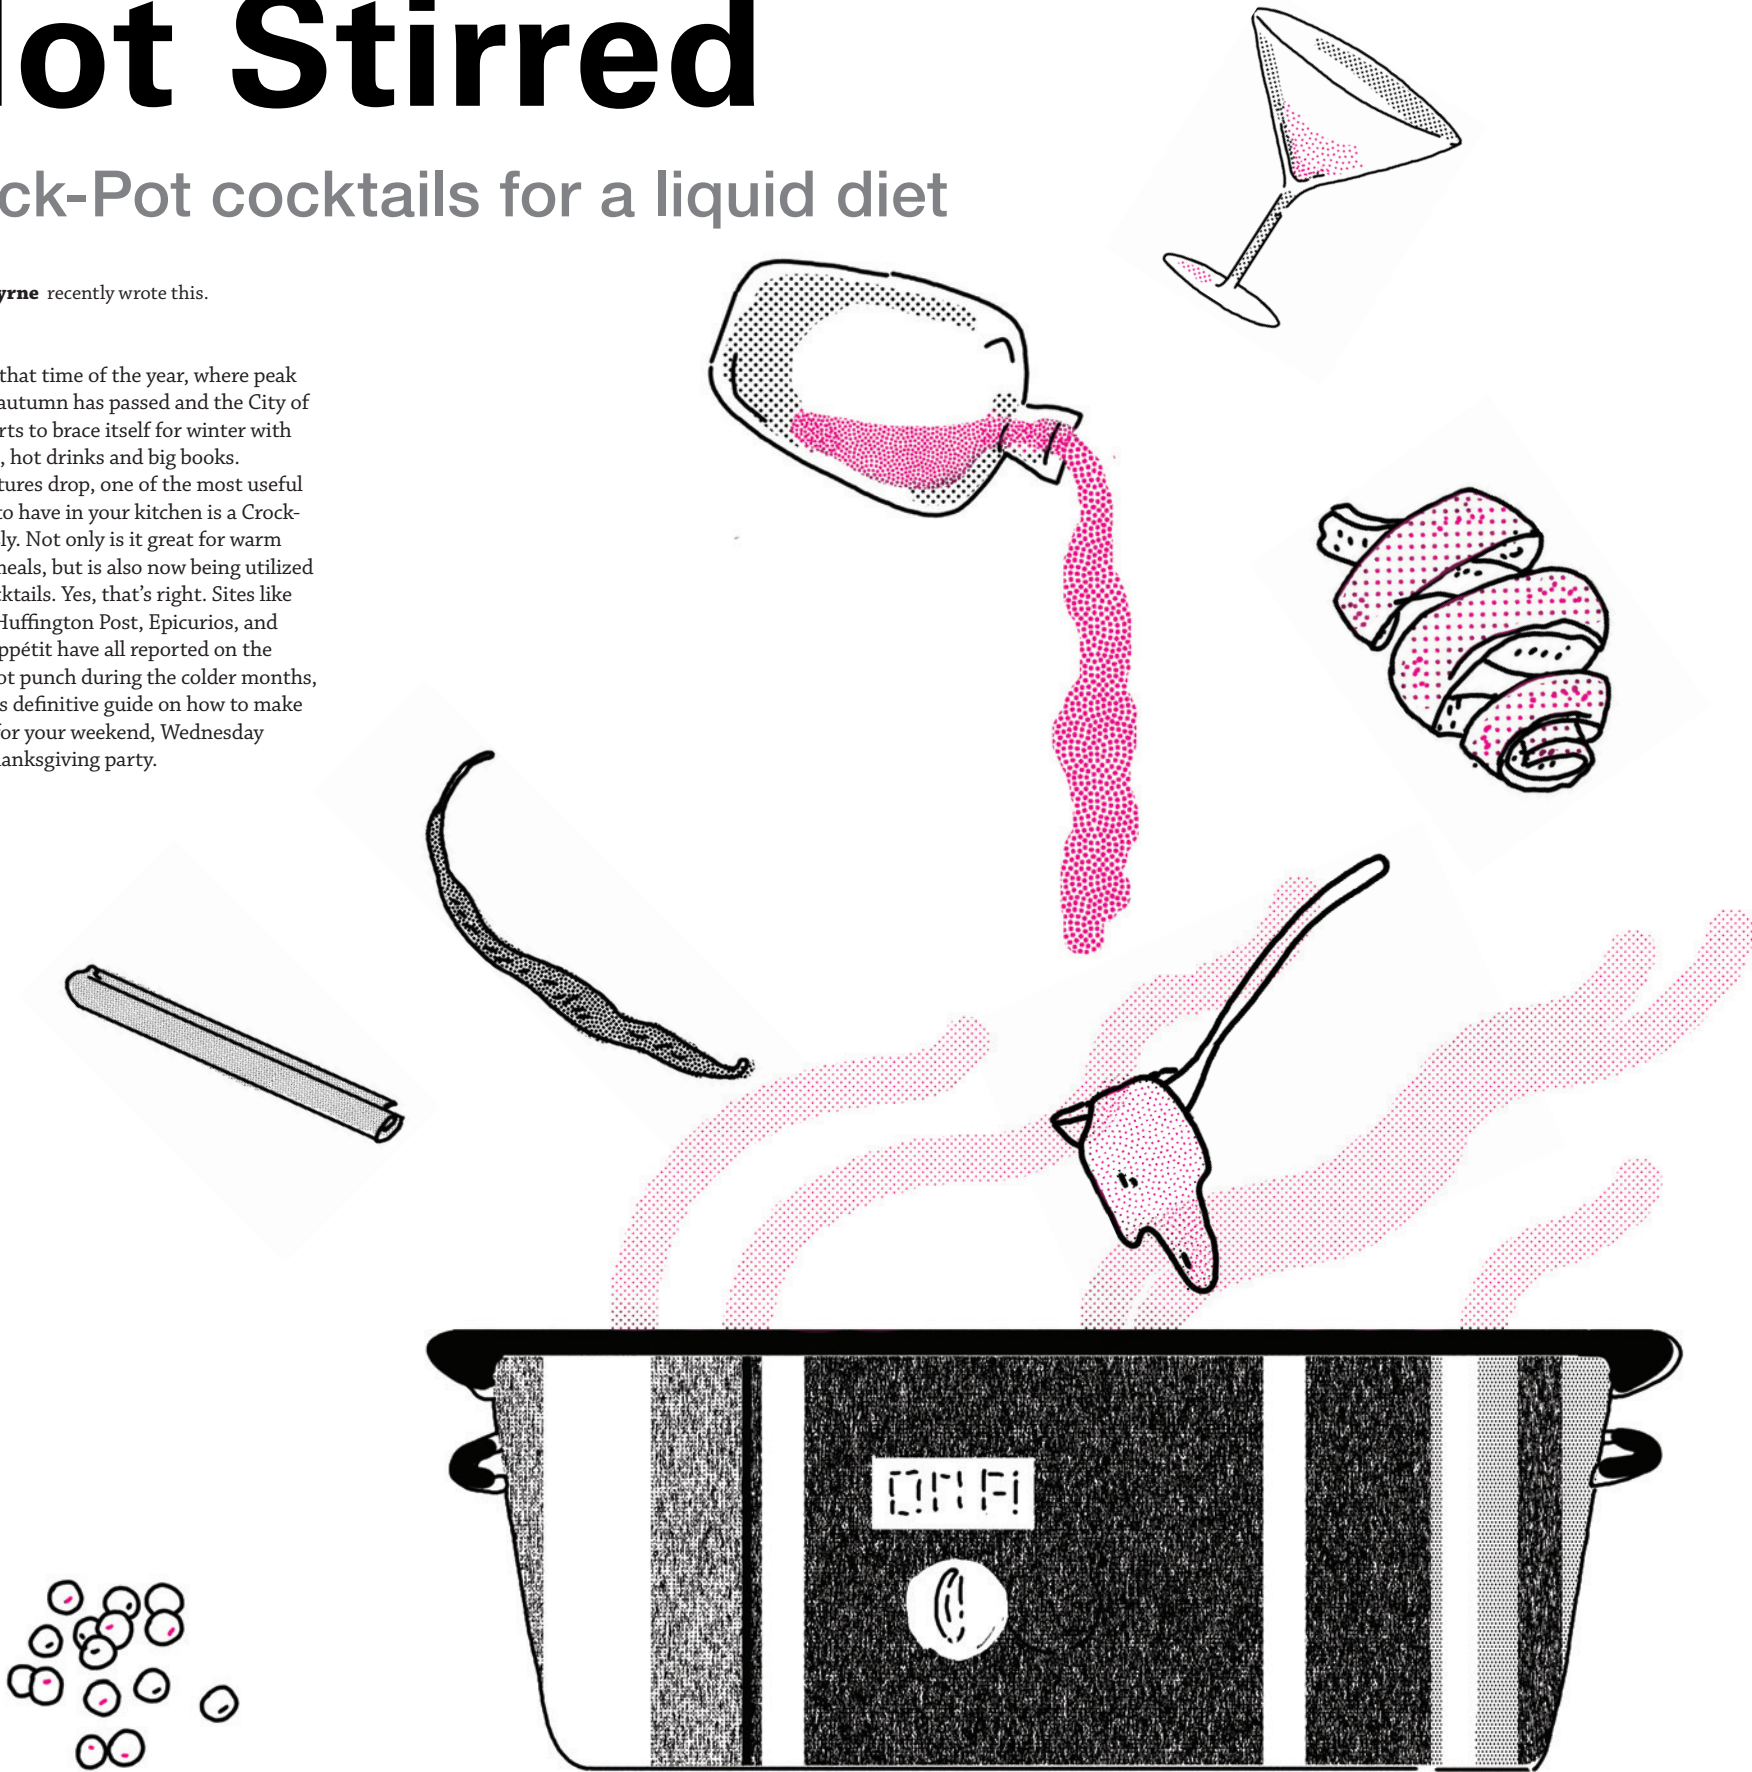 lot Stirred
ck-Pot cocktails for a liquid diet
yrne recently wrote this.
that time of the year, where peak
autumn has passed and the City of
rts to brace itself for winter with
, hot drinks and big books.
tures drop, one of the most useful
to have in your kitchen is a Crock-
ly. Not only is it great for warm
meals, but is also now being utilized
ktails. Yes, that's right. Sites like
Huffington Post, Epicurios, and
ppétit have all reported on the
ot punch during the colder months,
s definitive guide on how to make
for your weekend, Wednesday
anksgiving party.